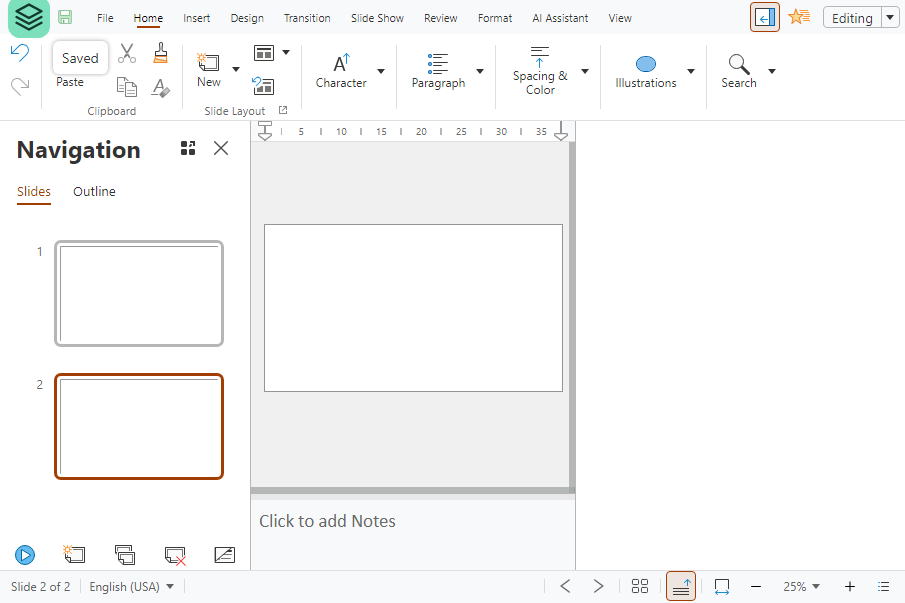 File Home Insert Design Transition Slide Show Review Format AI Assistant View Editing
Saved
Paste
Clipboard
New
Slide Layout
Character
Paragraph
Spacing &
Color
Illustrations
Search
Navigation
Slides Outline
1
2
5 10 15 20 25 30 35
Click to add Notes
Slide 2 of 2 English (USA) 25%